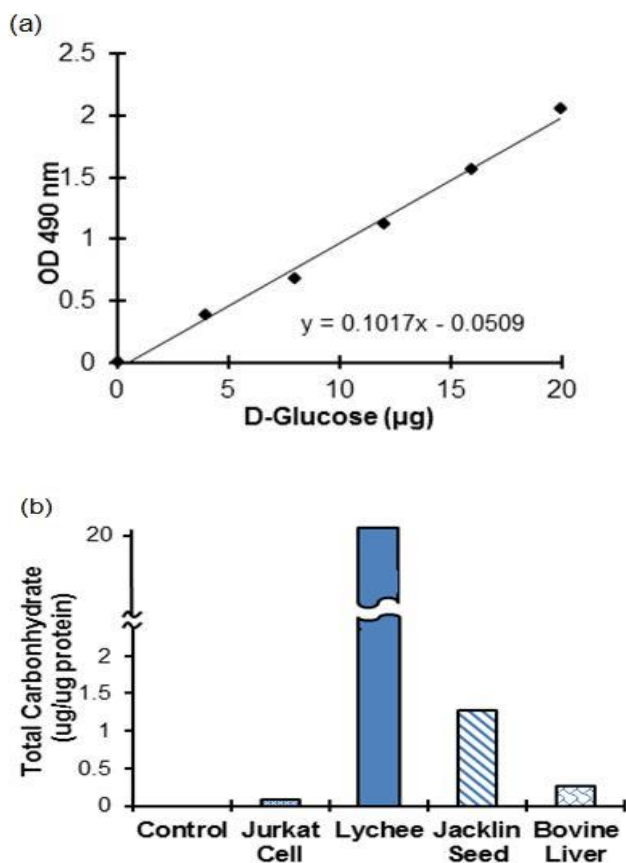 (a)
2.5
2
1.5
1
0.5
0
OD 490 nm
y = 0.1017x - 0.0509
0 5 10 15 20
D-Glucose (µg)
(b)
Total Carbonhydrate
(ug/ug protein)
20
2
1.5
1
0.5
0
Control Jurkat Lychee Jacklin Bovine
Cell Seed Liver